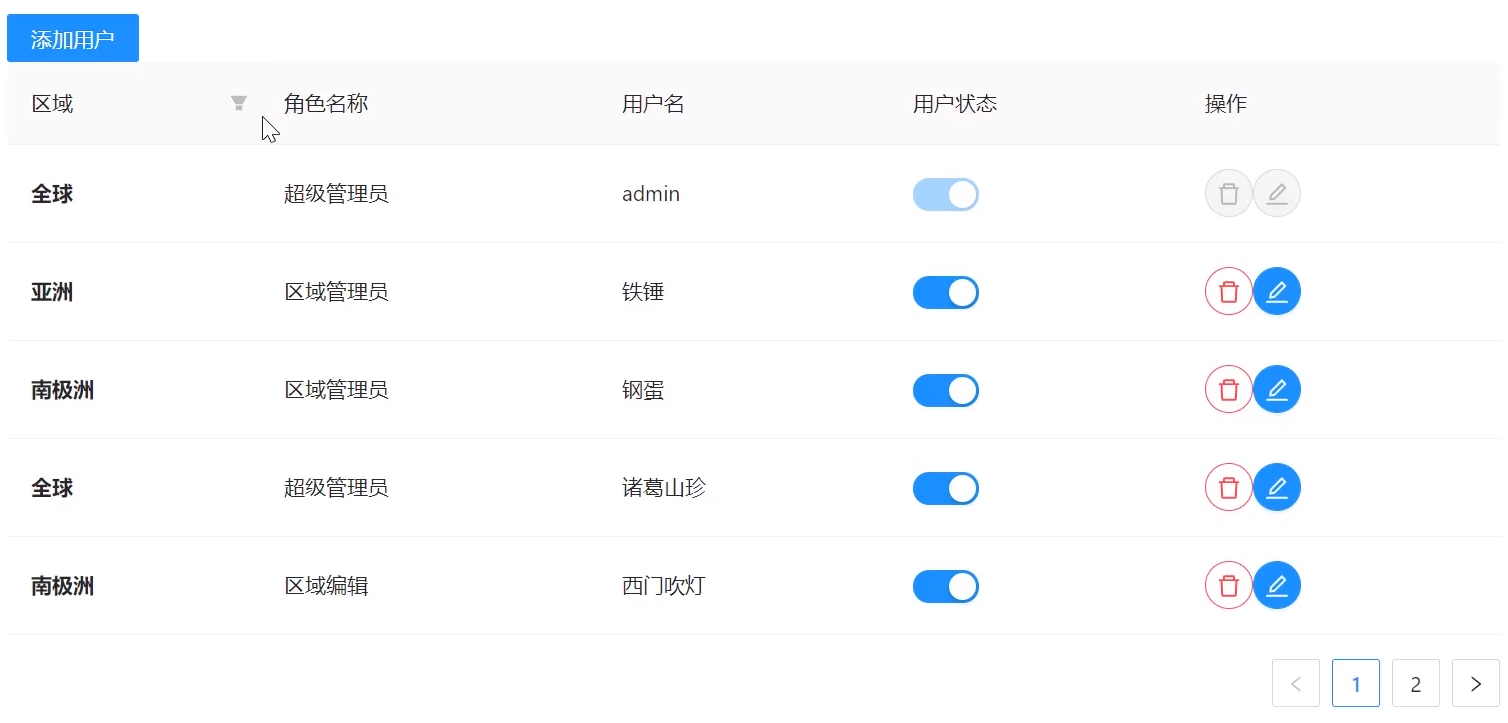 添加用户
区域 角色名称 用户名 用户状态 操作
全球 超级管理员 admin
亚洲 区域管理员 铁锤
南极洲 区域管理员 钢蛋
全球 超级管理员 诸葛山珍
南极洲 区域编辑 西门吹灯
1 2